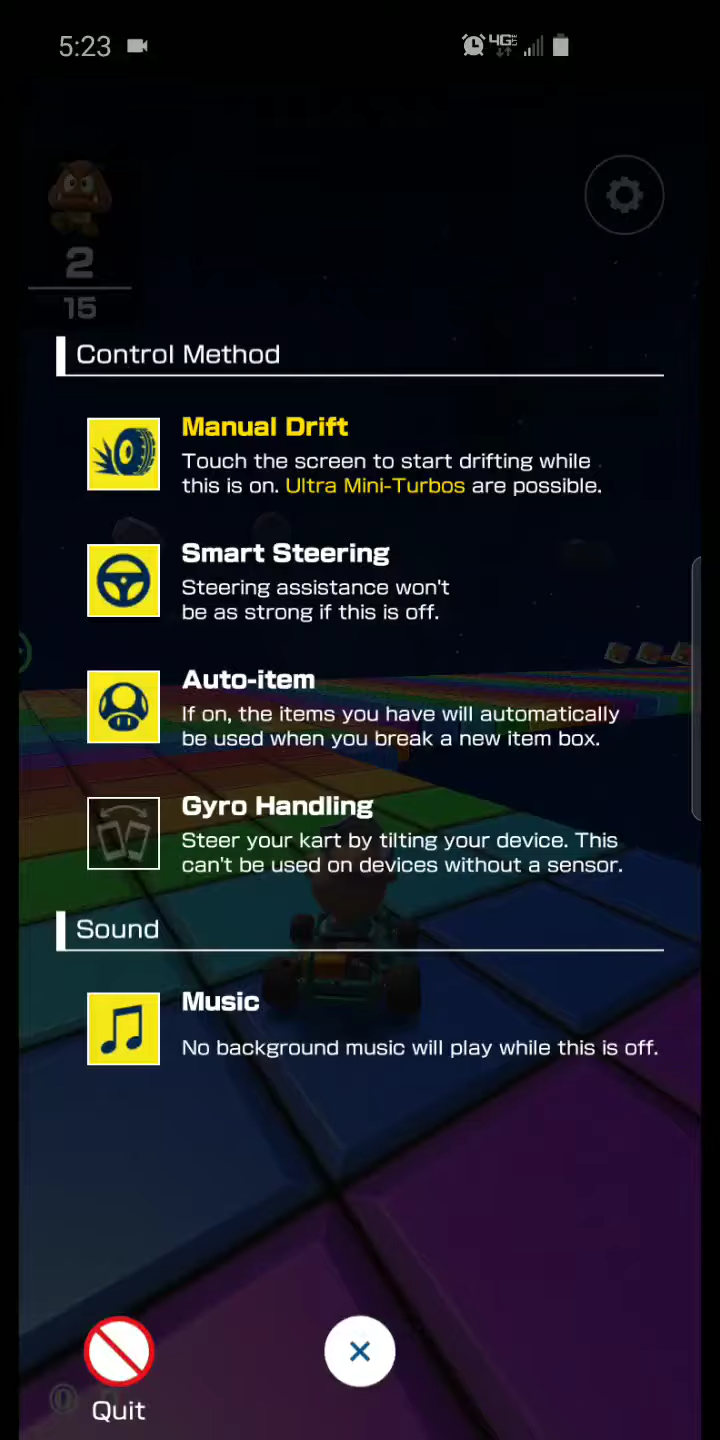 5:23
4G LTE
2
15
Control Method
Manual Drift
Touch the screen to start drifting while
this is on. Ultra Mini-Turbos are possible.
Smart Steering
Steering assistance won't
be as strong if this is off.
Auto-item
If on, the items you have will automatically
be used when you break a new item box.
Gyro Handling
Steer your kart by tilting your device. This
can't be used on devices without a sensor.
Sound
Music
No background music will play while this is off.
Quit